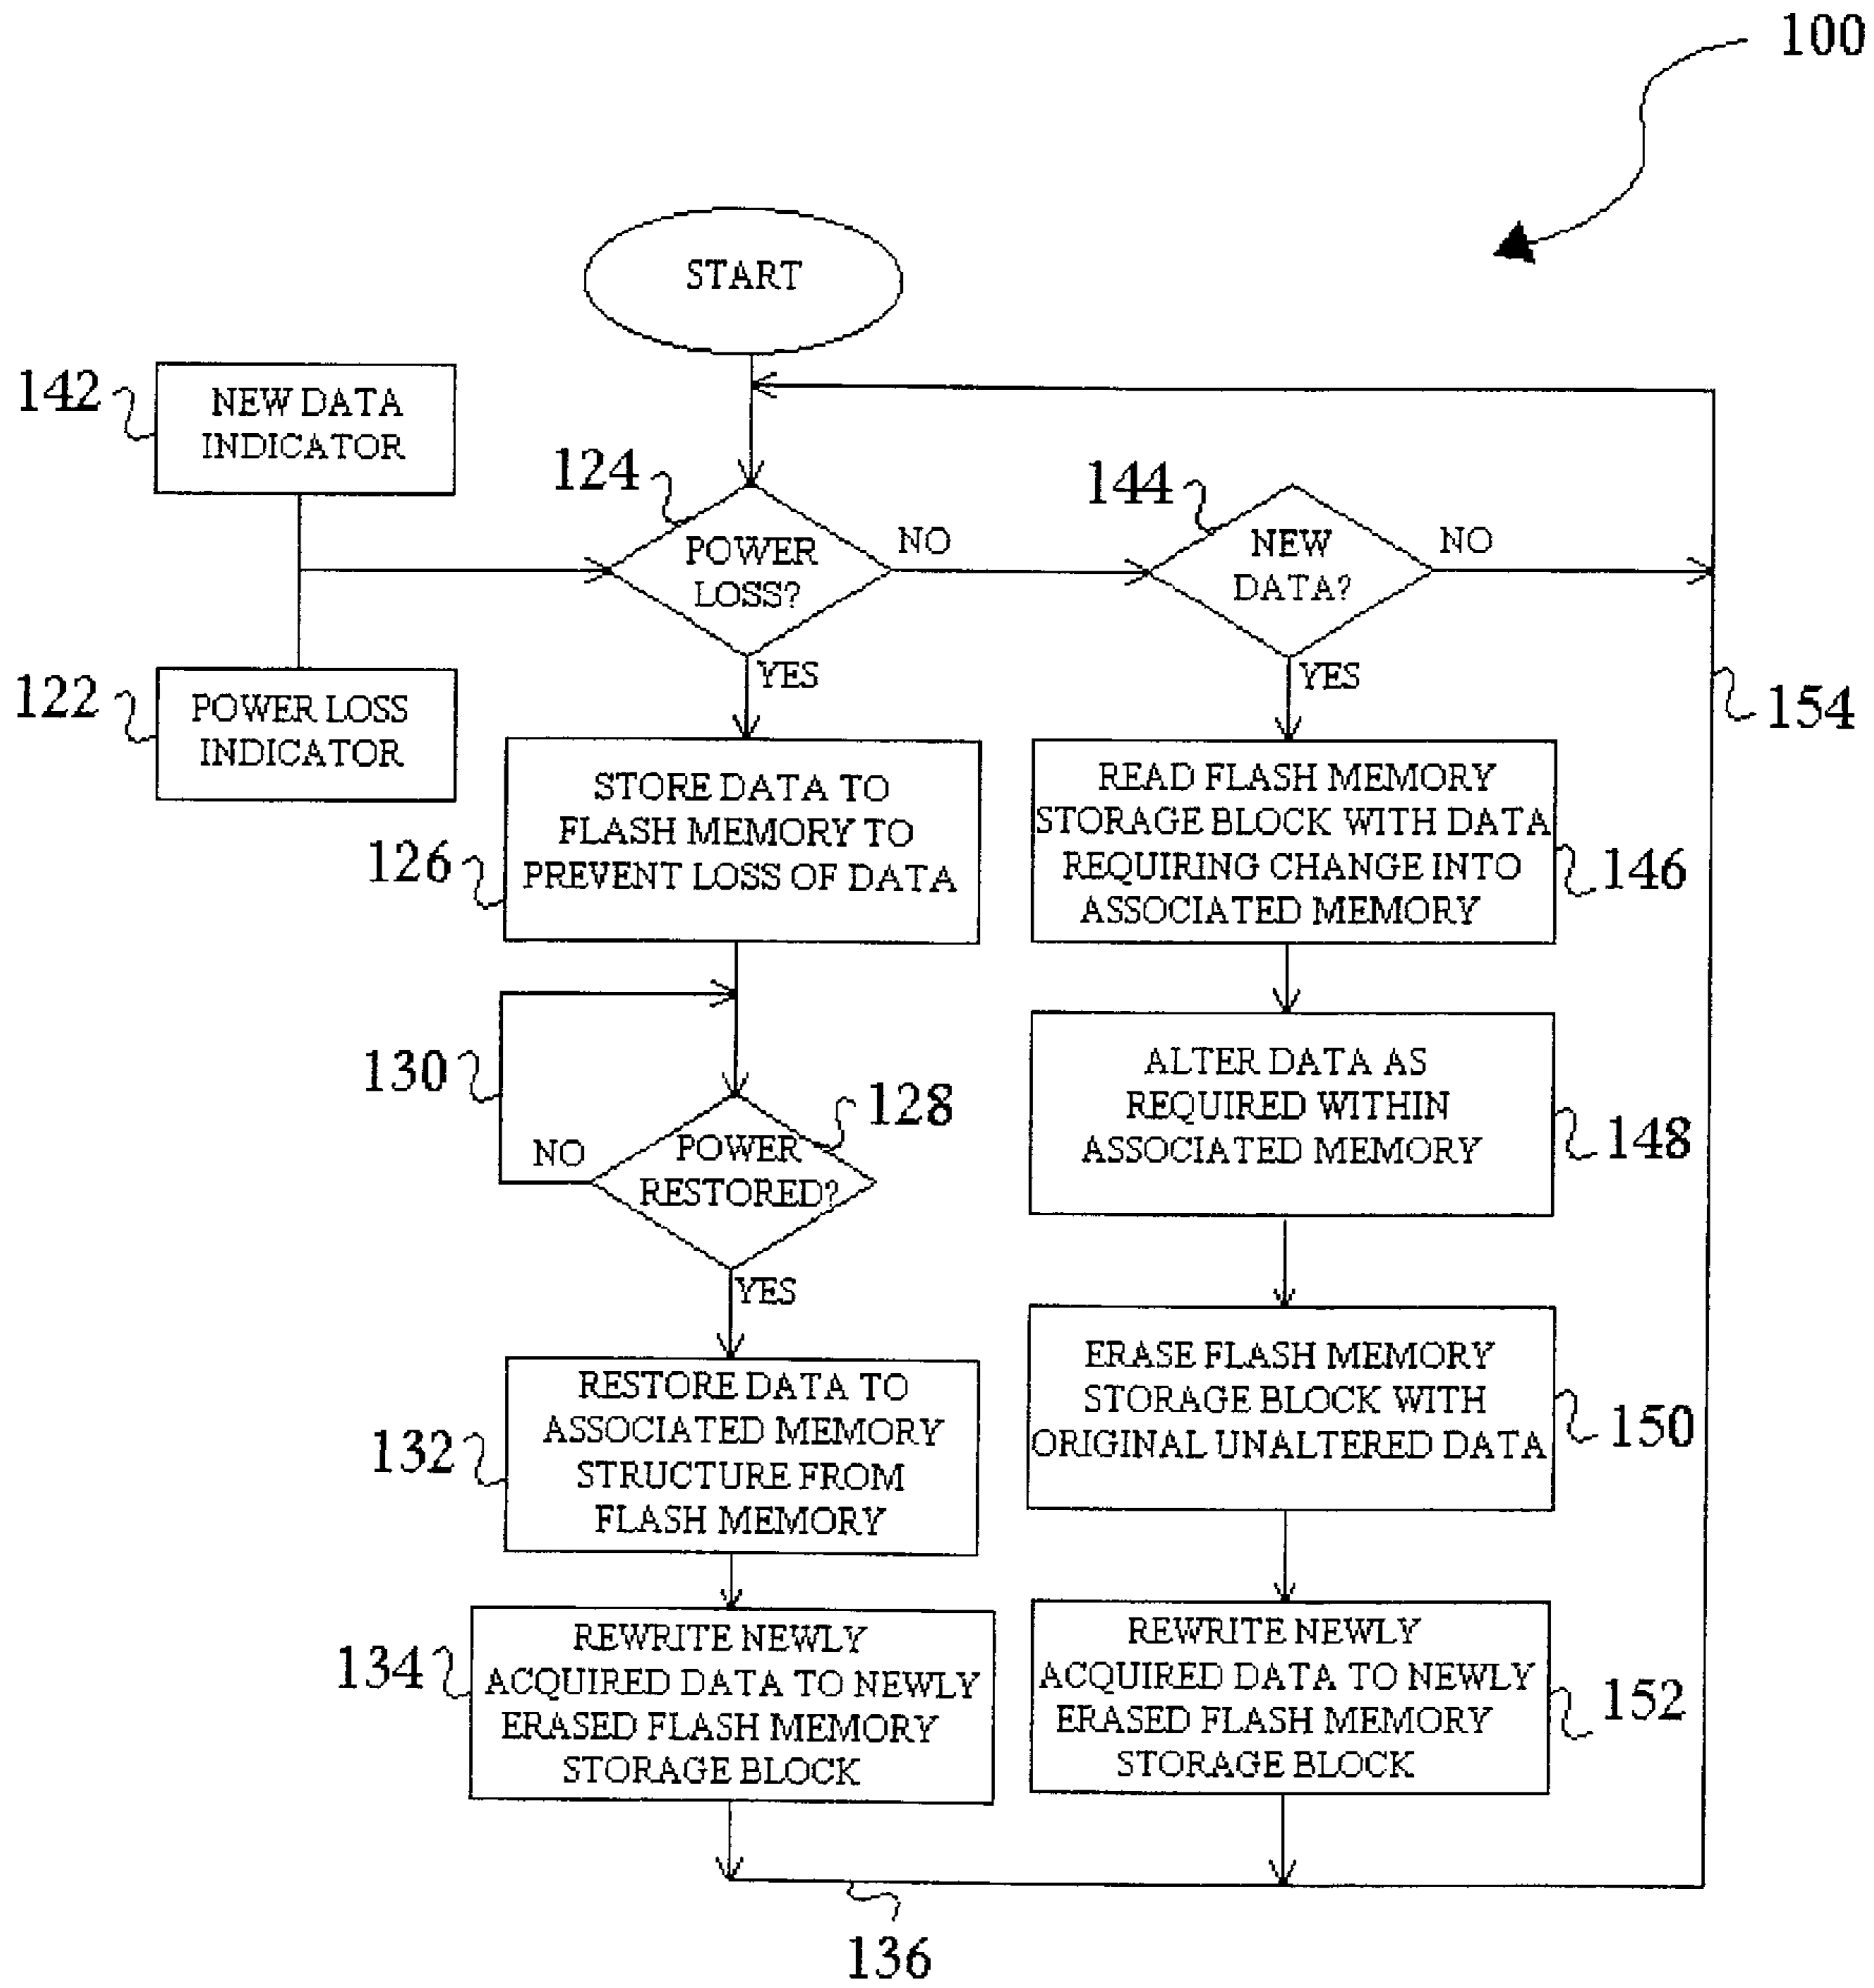 100
START
142
NEW DATA
INDICATOR
124
POWER
LOSS?
NO
144
NEW
DATA?
NO
122
POWER LOSS
INDICATOR
YES
YES
154
STORE DATA TO
FLASH MEMORY TO
PREVENT LOSS OF DATA
126
READ FLASH MEMORY
STORAGE BLOCK WITH DATA
REQUIRING CHANGE INTO
ASSOCIATED MEMORY
146
130
128
POWER
RESTORED?
NO
YES
ALTER DATA AS
REQUIRED WITHIN
ASSOCIATED MEMORY
148
RESTORE DATA TO
ASSOCIATED MEMORY
STRUCTURE FROM
FLASH MEMORY
132
ERASE FLASH MEMORY
STORAGE BLOCK WITH
ORIGINAL UNALTERED DATA
150
134
REWRITE NEWLY
ACQUIRED DATA TO NEWLY
ERASED FLASH MEMORY
STORAGE BLOCK
REWRITE NEWLY
ACQUIRED DATA TO NEWLY
ERASED FLASH MEMORY
STORAGE BLOCK
152
136